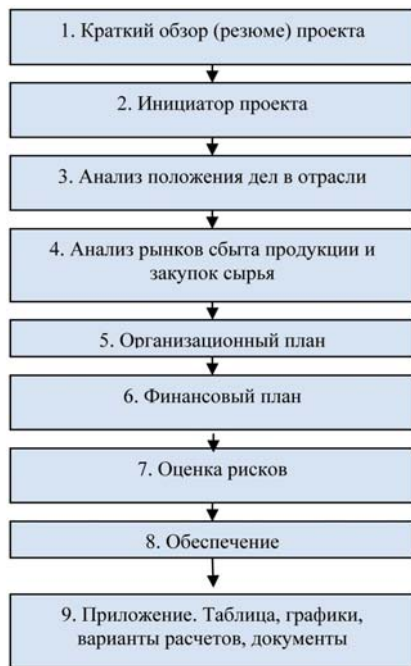 1. Краткий обзор (резюме) проекта
2. Инициатор проекта
3. Анализ положения дел в отрасли
4. Анализ рынков сбыта продукции и
закупок сырья
5. Организационный план
6. Финансовый план
7. Оценка рисков
8. Обеспечение
9. Приложение. Таблица, графики,
варианты расчетов, документы